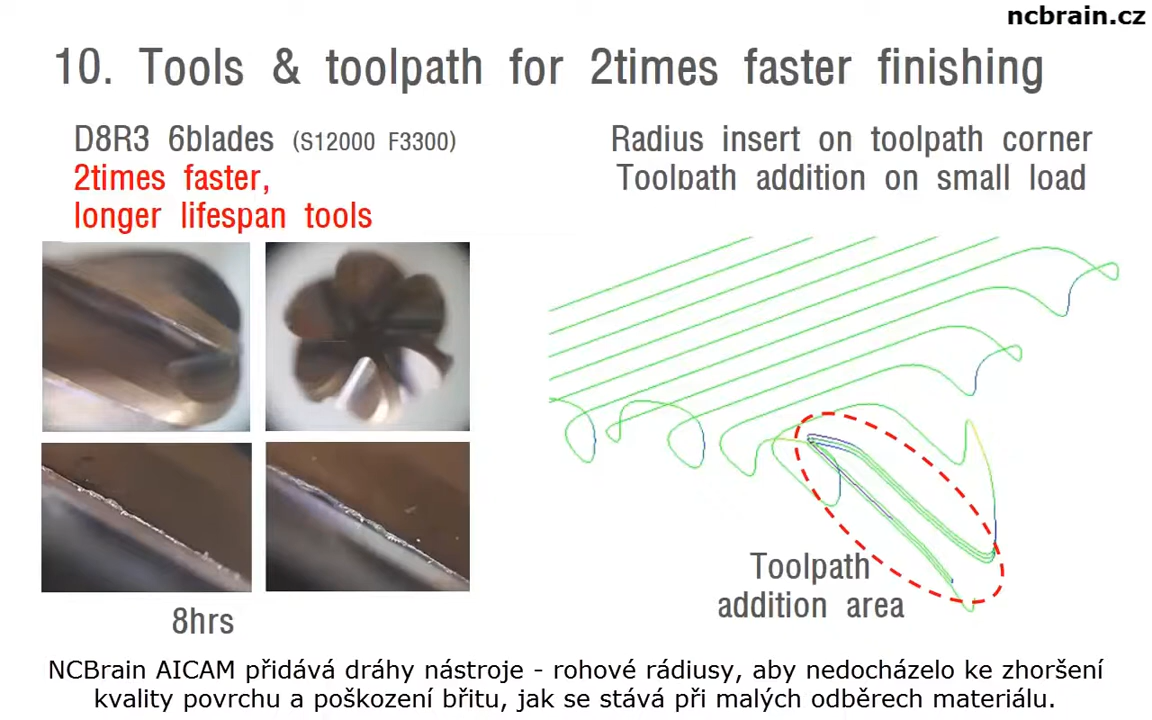 ncbrain.cz
10. Tools & toolpath for 2times faster finishing
D8R3 6blades (S12000 F3300)
2times faster,
longer lifespan tools
Radius insert on toolpath corner
Toolpath addition on small load
Toolpath
addition area
8hrs
NCBrain AICAM přidává dráhy nástroje - rohové rádiusy, aby nedocházelo ke zhoršení
kvality povrchu a poškození břitu, jak se stává při malých odběrech materiálu.